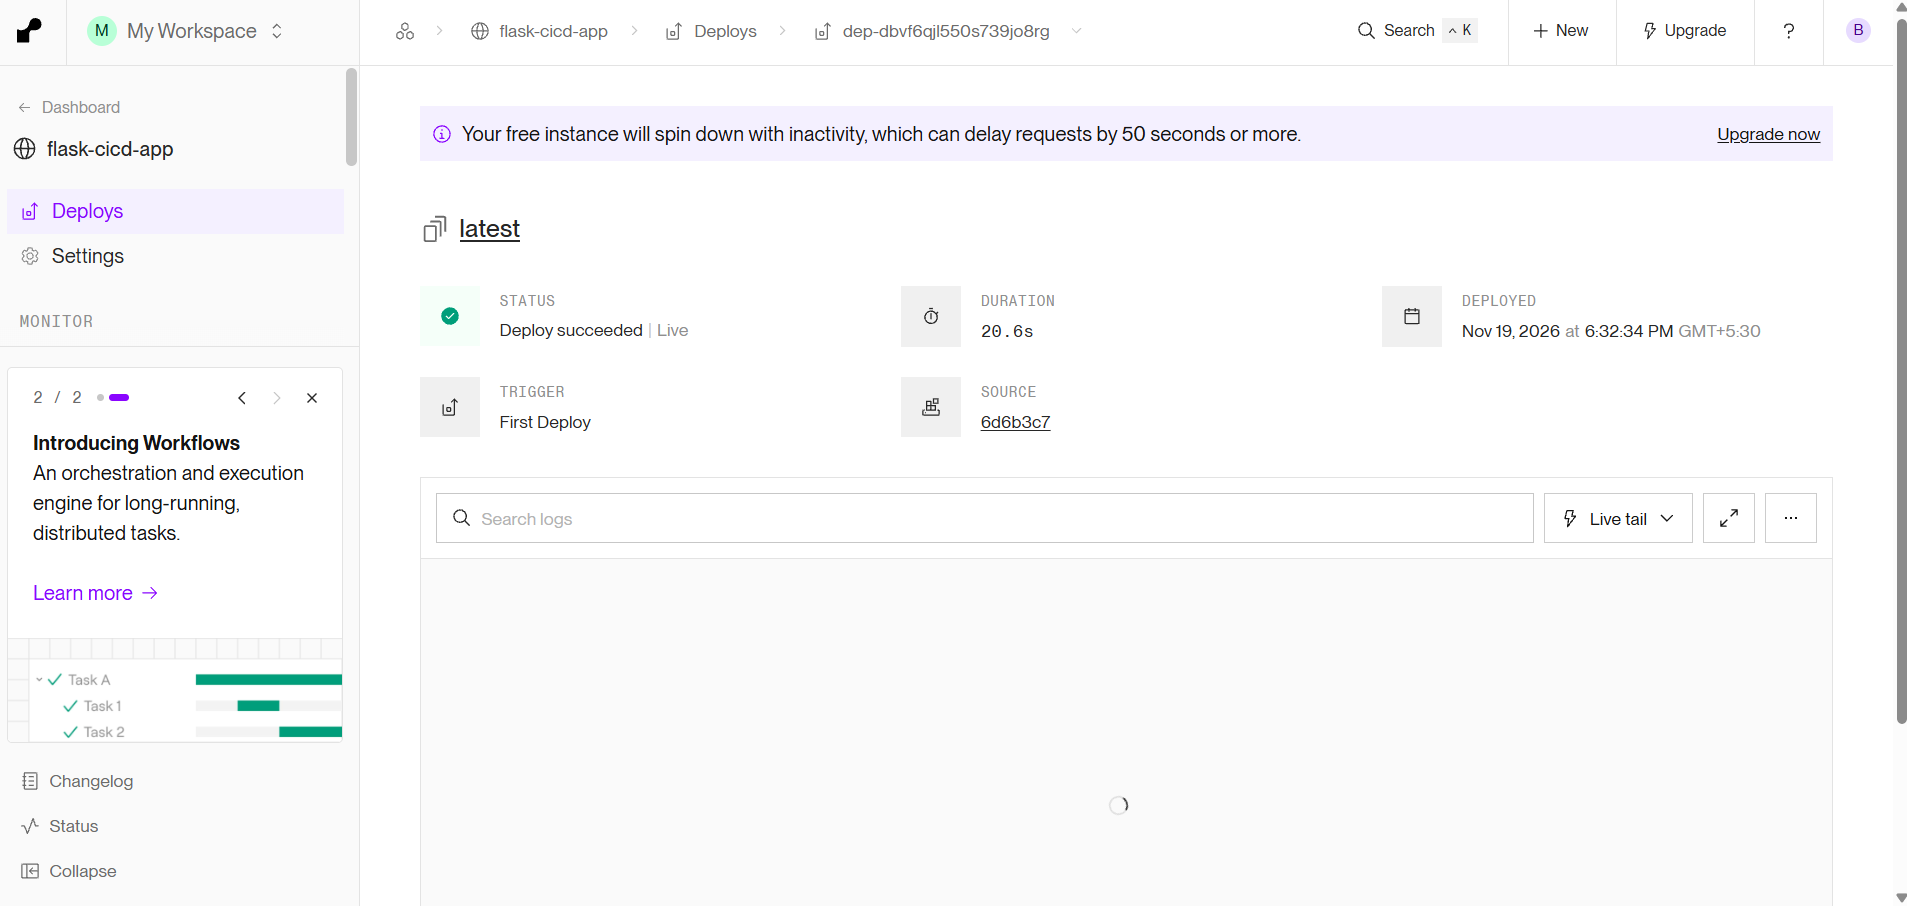 M My Workspace
flask-cicd-app
Deploys
dep-dbvf6qjl550s739jo8rg
Search ^ K
+ New
Upgrade
?
B
← Dashboard
flask-cicd-app
Deploys
Settings
MONITOR
2 / 2
Introducing Workflows
An orchestration and execution
engine for long-running,
distributed tasks.
Learn more →
Task A
Task 1
Task 2
Changelog
Status
Collapse
Your free instance will spin down with inactivity, which can delay requests by 50 seconds or more.
Upgrade now
latest
STATUS
Deploy succeeded | Live
DURATION
20.6s
DEPLOYED
Nov 19, 2026 at 6:32:34 PM GMT+5:30
TRIGGER
First Deploy
SOURCE
6d6b3c7
Search logs
Live tail
...